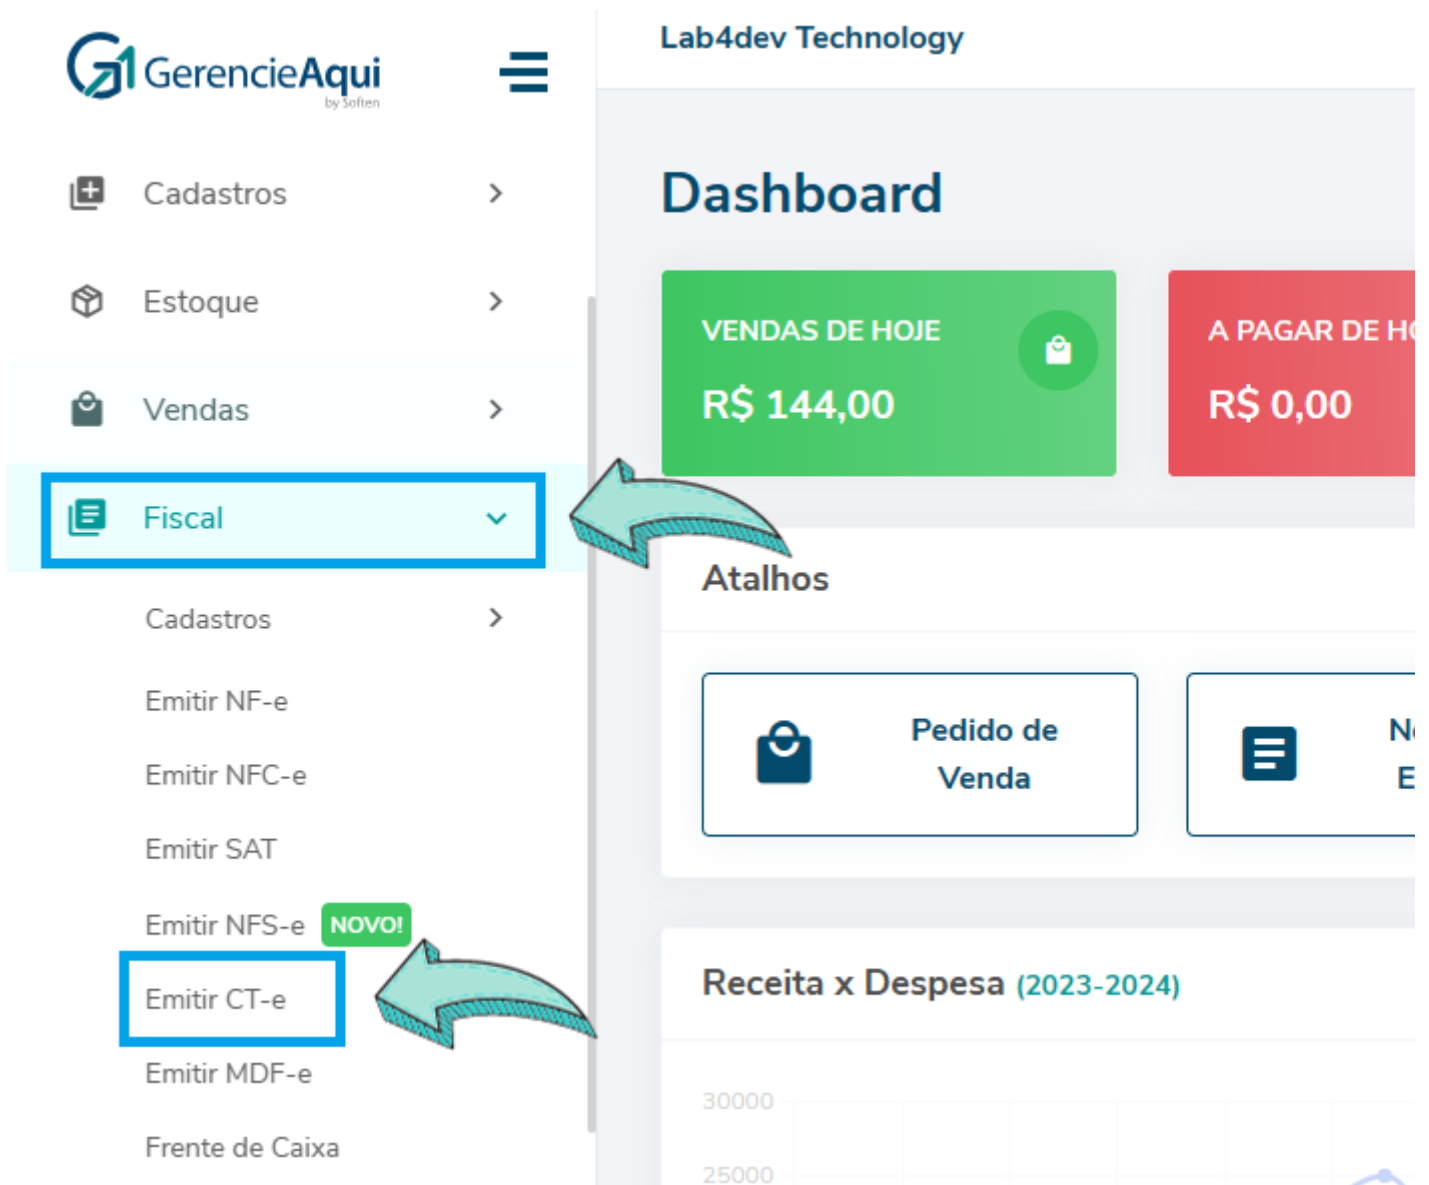 GerencieAqui
by Soften
Cadastros
Estoque
Vendas
Fiscal
Cadastros
Emitir NF-e
Emitir NFC-e
Emitir SAT
Emitir NFS-e NOVO!
Emitir CT-e
Emitir MDF-e
Frente de Caixa
Lab4dev Technology
Dashboard
VENDAS DE HOJE
R$ 144,00
A PAGAR DE
R$ 0,00
Atalhos
Pedido de
Venda
Receita x Despesa (2023-2024)
30000
25000